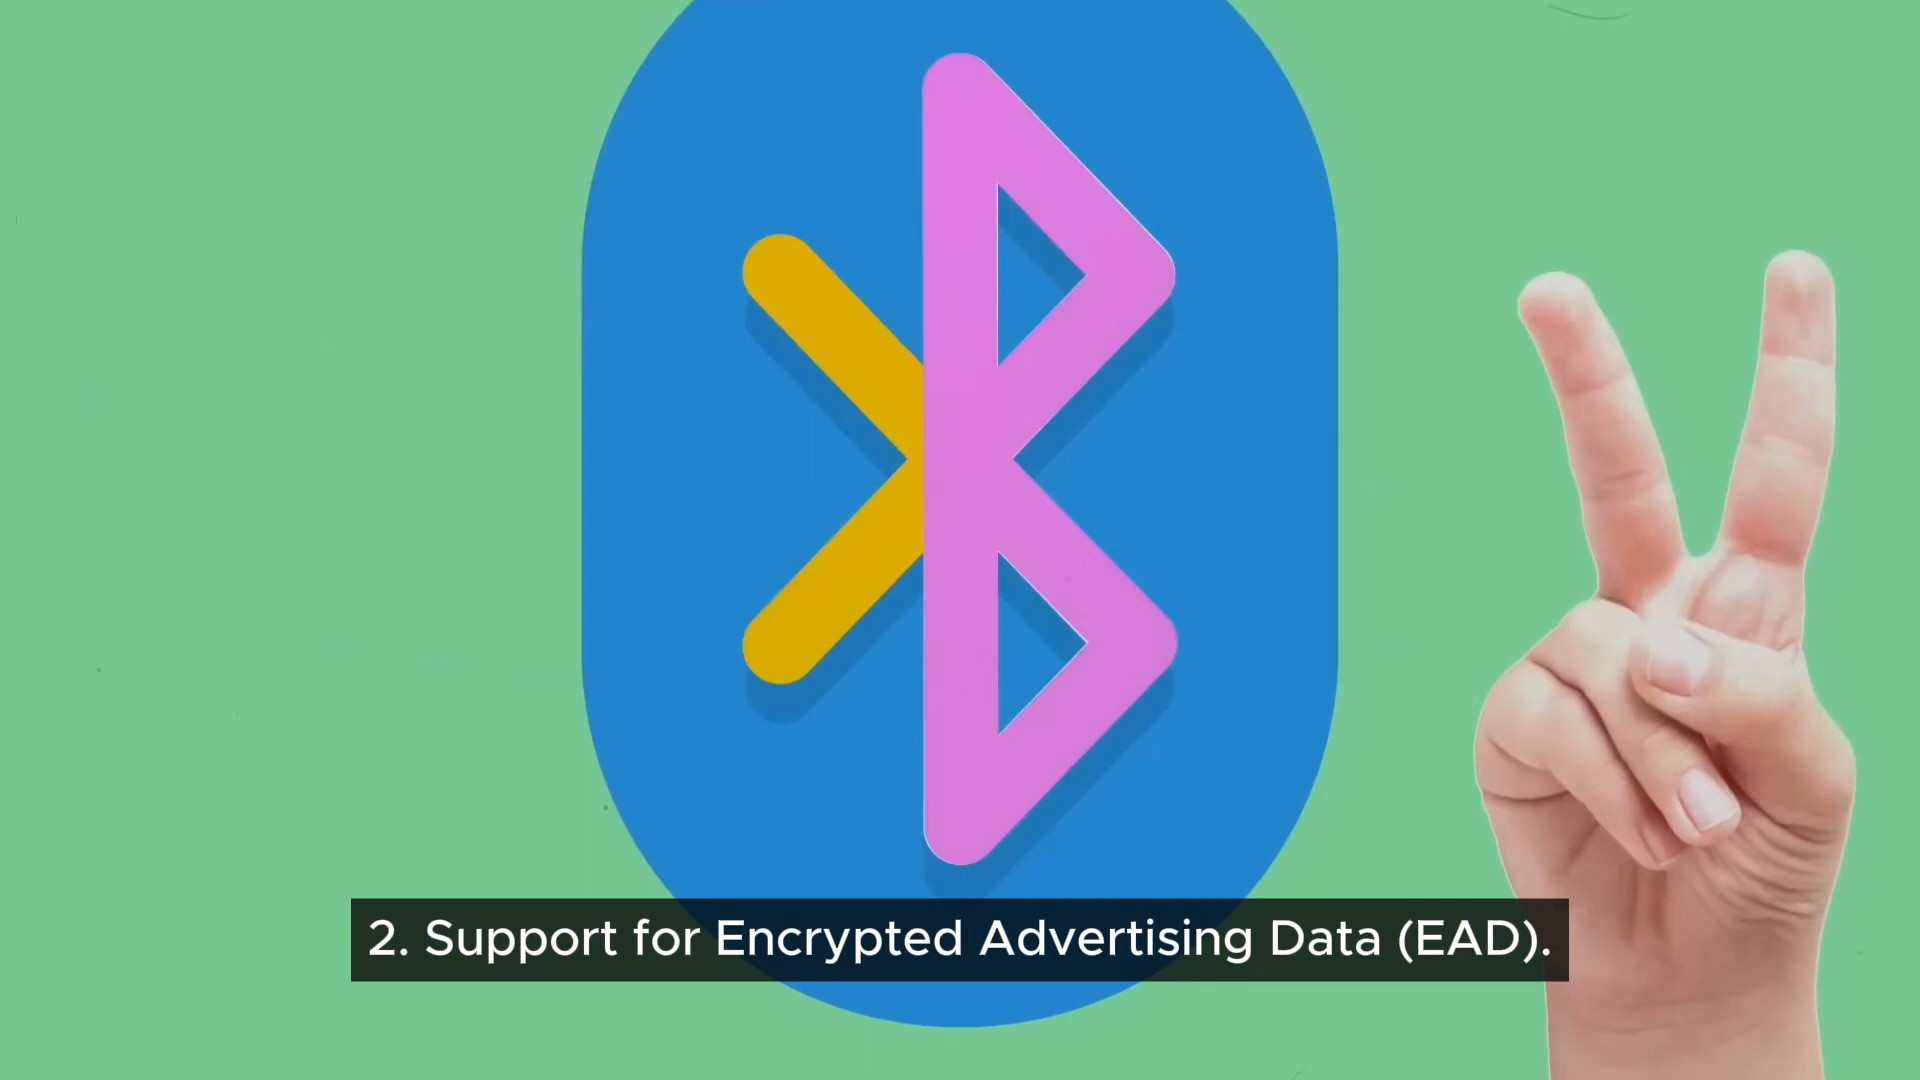 2. Support for Encrypted Advertising Data (EAD).